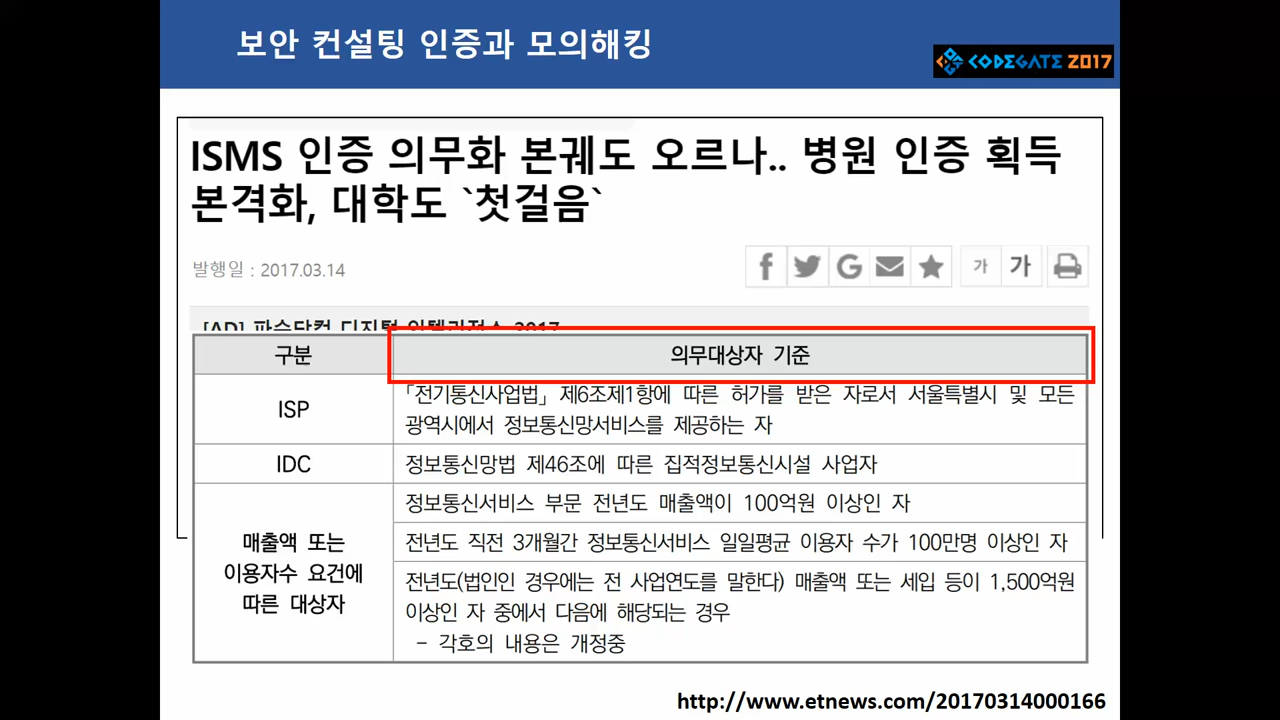 보안 컨설팅 인증과 모의해킹
CODEGATE 2017
ISMS 인증 의무화 본궤도 오르나.. 병원 인증 획득
본격화, 대학도 `첫걸음`
발행일 : 2017.03.14
가 가
[AD] 파수닷컴 디지털 인텔리전스 2017
구분
의무대상자 기준
ISP
「전기통신사업법」 제6조제1항에 따른 허가를 받은 자로서 서울특별시 및 모든
광역시에서 정보통신망서비스를 제공하는 자
IDC
정보통신망법 제46조에 따른 집적정보통신시설 사업자
매출액 또는
이용자수 요건에
따른 대상자
정보통신서비스 부문 전년도 매출액이 100억원 이상인 자
전년도 직전 3개월간 정보통신서비스 일일평균 이용자 수가 100만명 이상인 자
전년도(법인인 경우에는 전 사업연도를 말한다) 매출액 또는 세입 등이 1,500억원
이상인 자 중에서 다음에 해당되는 경우
- 각호의 내용은 개정중
http://www.etnews.com/20170314000166